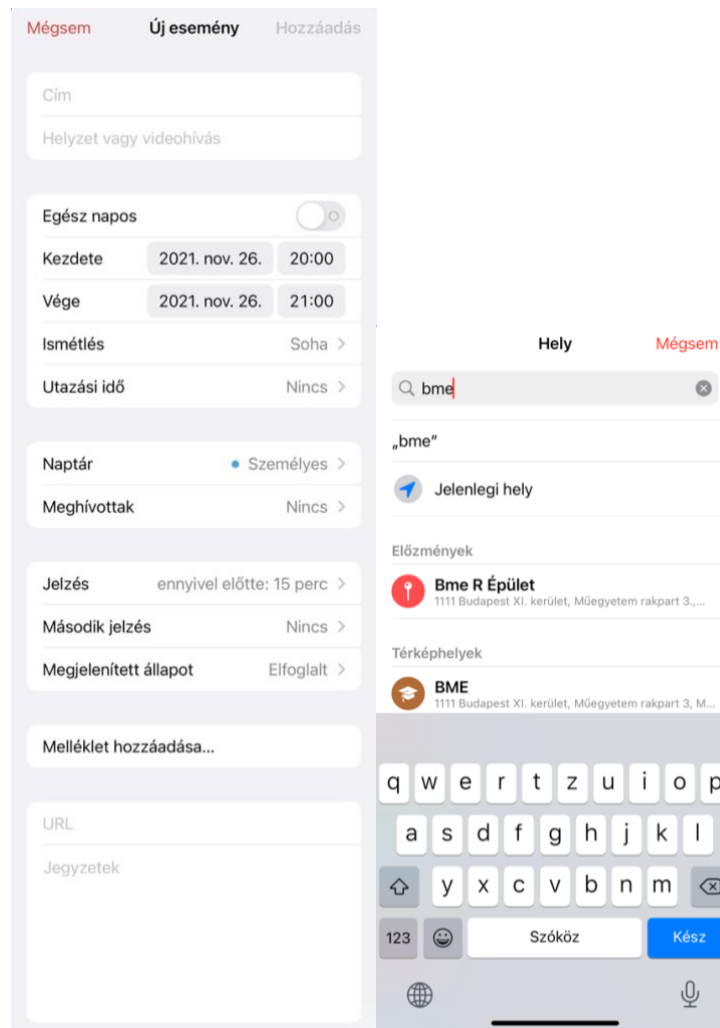 Mégsem Új esemény Hozzáadás
Cím
Helyzet vagy videohívás
Egész napos
Kezdete 2021. nov. 26. 20:00
Vége 2021. nov. 26. 21:00
Ismétlés Soha
Utazási idő Nincs
Naptár Személyes
Meghívottak Nincs
Jelzés ennyivel előtte: 15 perc
Második jelzés Nincs
Megjelenített állapot Elfoglalt
Melléklet hozzáadása...
URL
Jegyzetek
Hely Mégsem
bme
„bme”
Jelenlegi hely
Előzmények
Bme R Épület
1111 Budapest XI. kerület, Műegyetem rakpart 3.,...
Térképhelyek
BME
1111 Budapest XI. kerület, Műegyetem rakpart 3, M...
q w e r t z u i o p
a s d f g h j k l
y x c v b n m
123 Szóköz Kész